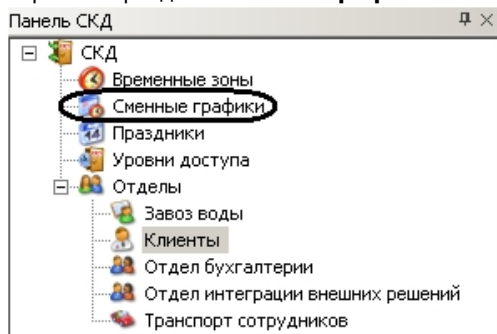 Панель СКД
СКД
Временные зоны
Сменные графики
Праздники
Уровни доступа
Отделы
Завоз воды
Клиенты
Отдел бухгалтерии
Отдел интеграции внешних решений
Транспорт сотрудников